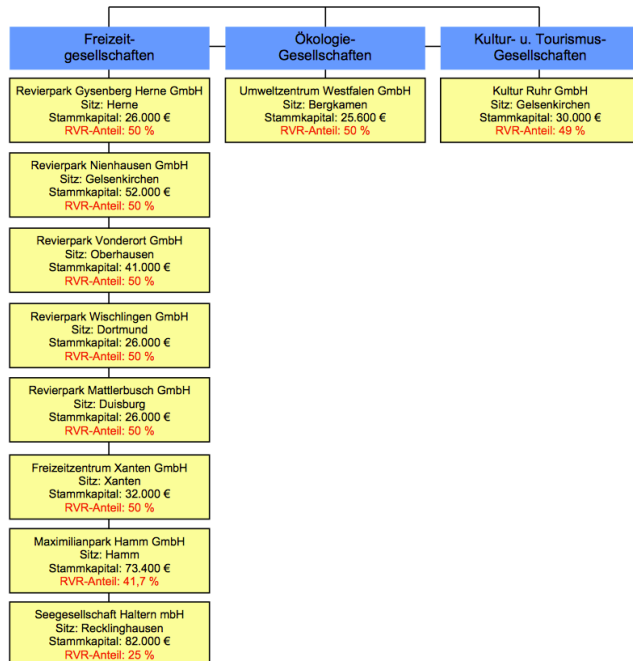 Freizeit-
gesellschaften
Ökologie-
Gesellschaften
Kultur- u. Tourismus-
Gesellschaften
Revierpark Gysenberg Herne GmbH
Sitz: Herne
Stammkapital: 26.000 €
RVR-Anteil: 50 %
Umweltzentrum Westfalen GmbH
Sitz: Bergkamen
Stammkapital: 25.600 €
RVR-Anteil: 50 %
Kultur Ruhr GmbH
Sitz: Gelsenkirchen
Stammkapital: 30.000 €
RVR-Anteil: 49 %
Revierpark Nienhausen GmbH
Sitz: Gelsenkirchen
Stammkapital: 52.000 €
RVR-Anteil: 50 %
Revierpark Vonderort GmbH
Sitz: Oberhausen
Stammkapital: 41.000 €
RVR-Anteil: 50 %
Revierpark Wischlingen GmbH
Sitz: Dortmund
Stammkapital: 26.000 €
RVR-Anteil: 50 %
Revierpark Mattlerbusch GmbH
Sitz: Duisburg
Stammkapital: 26.000 €
RVR-Anteil: 50 %
Freizeitzentrum Xanten GmbH
Sitz: Xanten
Stammkapital: 32.000 €
RVR-Anteil: 50 %
Maximilianpark Hamm GmbH
Sitz: Hamm
Stammkapital: 73.400 €
RVR-Anteil: 41,7 %
Seegesellschaft Haltern mbH
Sitz: Recklinghausen
Stammkapital: 82.000 €
RVR-Anteil: 25 %